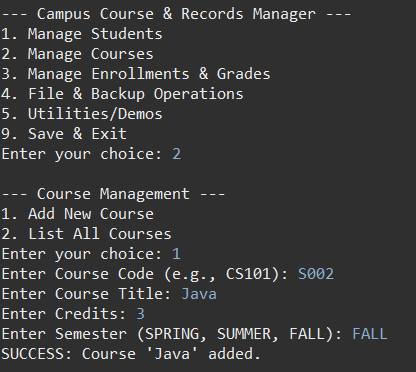 --- Campus Course & Records Manager ---
1. Manage Students
2. Manage Courses
3. Manage Enrollments & Grades
4. File & Backup Operations
5. Utilities/Demos
9. Save & Exit
Enter your choice: 2
--- Course Management ---
1. Add New Course
2. List All Courses
Enter your choice: 1
Enter Course Code (e.g., CS101): S002
Enter Course Title: Java
Enter Credits: 3
Enter Semester (SPRING, SUMMER, FALL): FALL
SUCCESS: Course 'Java' added.